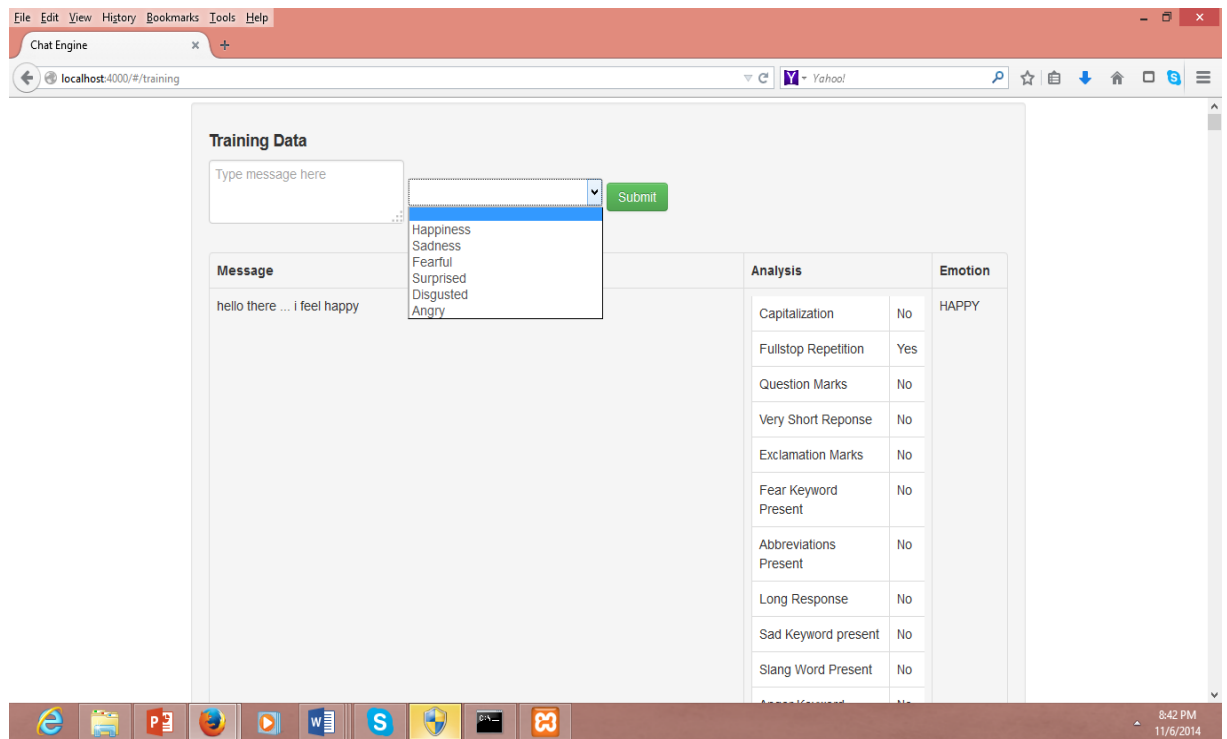 File Edit View History Bookmarks Tools Help
Chat Engine
localhost:4000/#/training
Yahoo!
Training Data
Type message here
Submit
Happiness
Sadness
Fearful
Surprised
Disgusted
Angry
Message Analysis Emotion
hello there ... i feel happy
HAPPY
Capitalization No
Fullstop Repetition Yes
Question Marks No
Very Short Reponse No
Exclamation Marks No
Fear Keyword
Present
No
Abbreviations
Present
No
Long Response No
Sad Keyword present No
Slang Word Present No
8:42 PM
11/6/2014